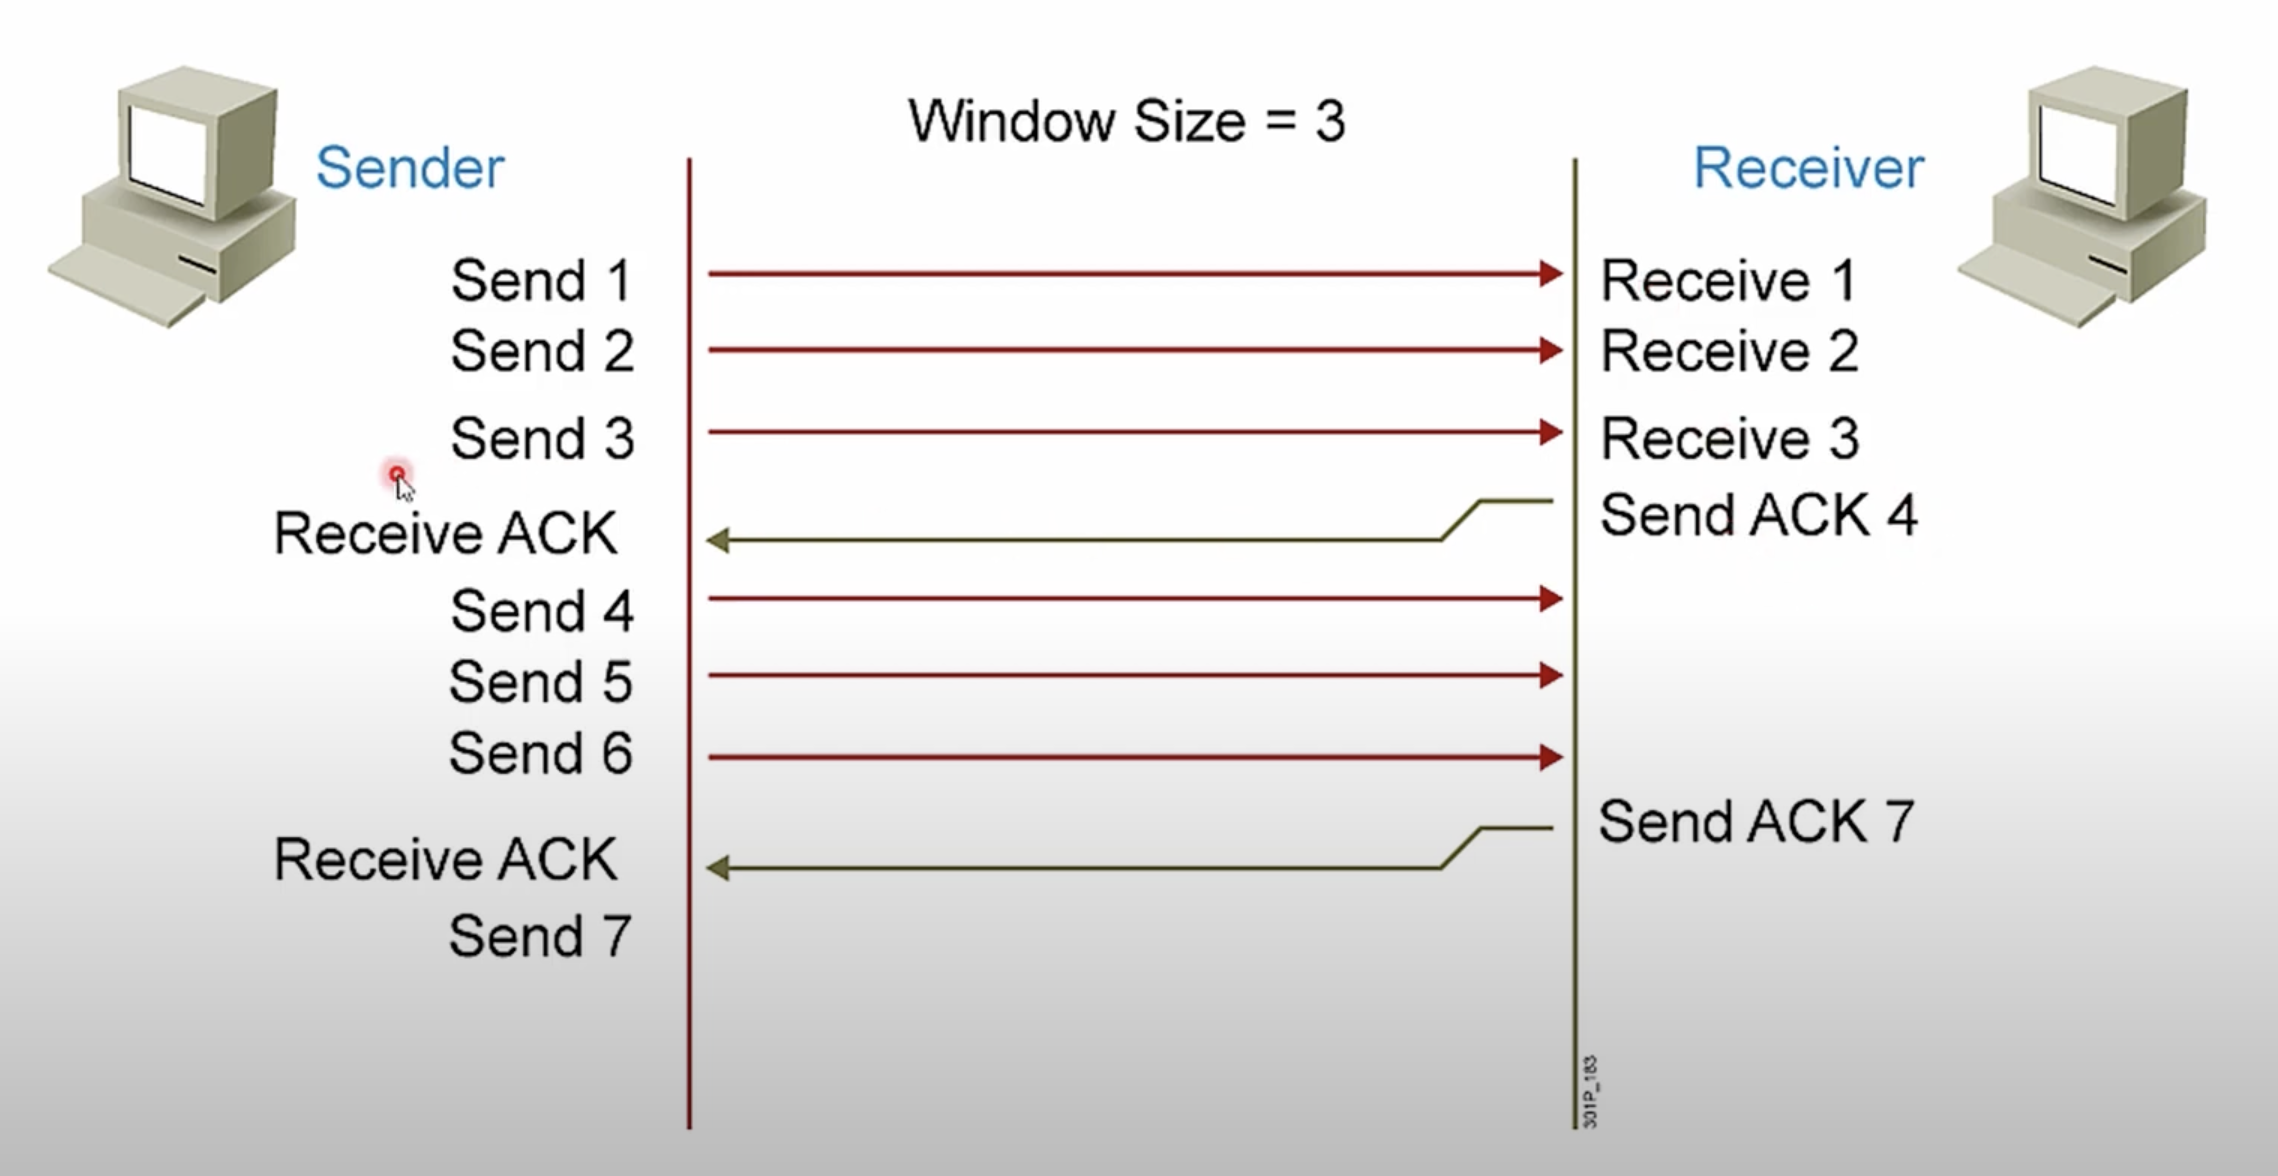 Window Size = 3
Sender
Receiver
Send 1
Receive 1
Send 2
Receive 2
Send 3
Receive 3
Send ACK 4
Receive ACK
Send 4
Send 5
Send 6
Send ACK 7
Receive ACK
Send 7
301P_183